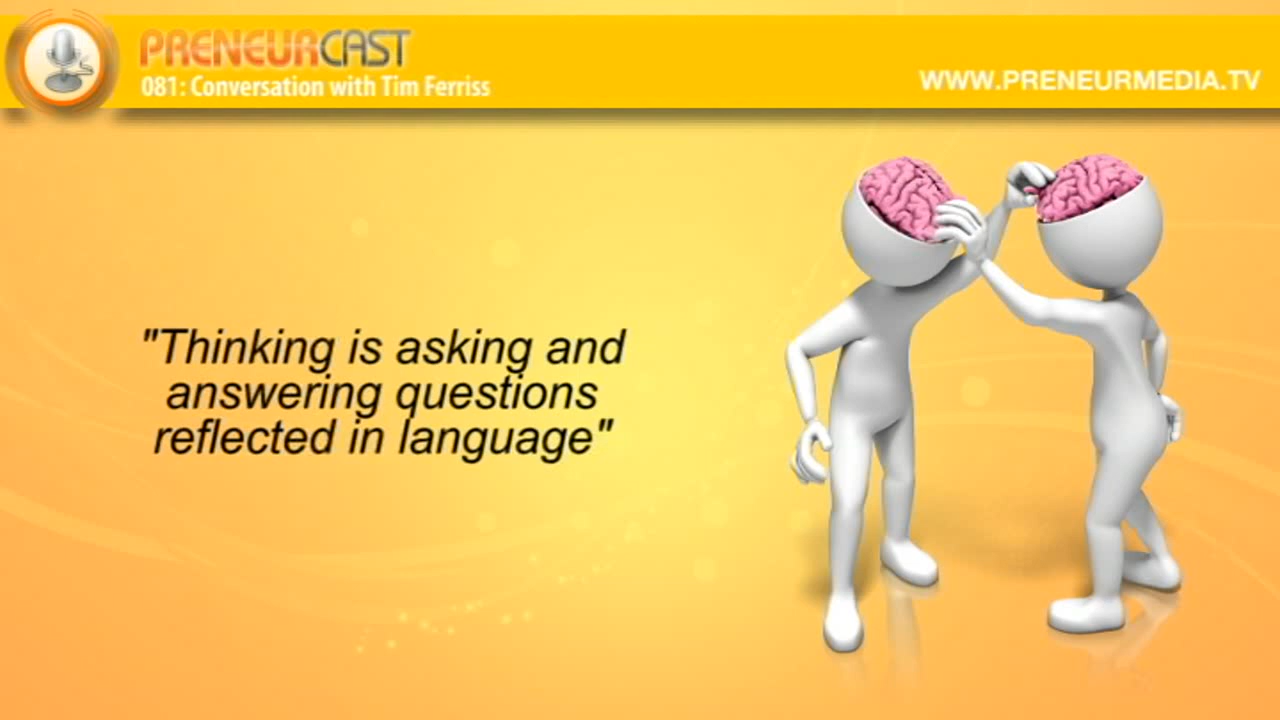 PRENEURCAST
081: Conversation with Tim Ferriss
WWW.PRENEURMEDIA.TV
"Thinking is asking and
answering questions
reflected in language"